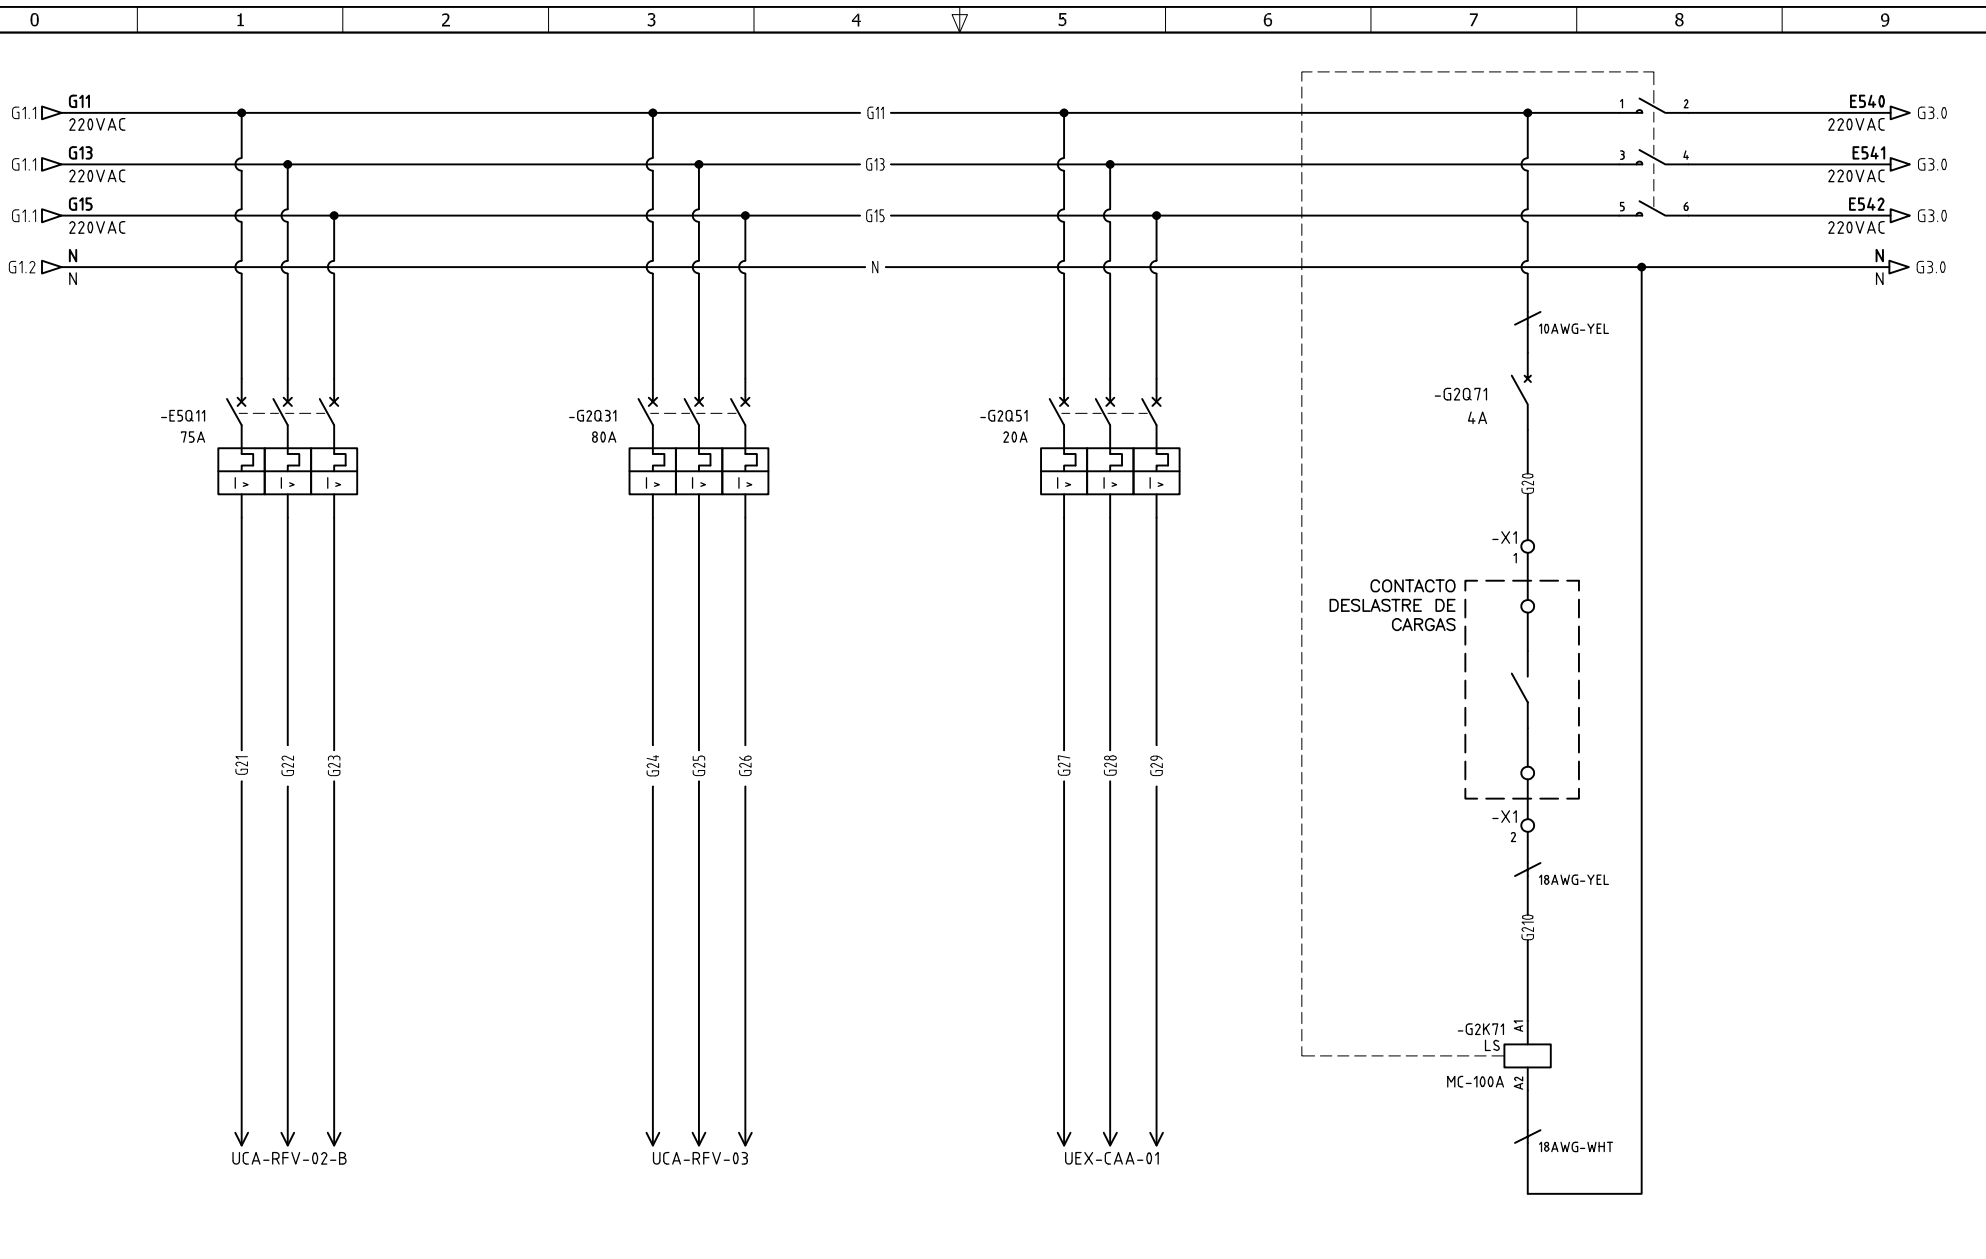 0 1 2 3 4 5 6 7 8 9
G11
G1.1
220VAC
G11
1 2
E540
220VAC
G3.0
G13
G1.1
220VAC
G13
3 4
E541
220VAC
G3.0
G15
G1.1
220VAC
G15
5 6
E542
220VAC
G3.0
N
G1.2
N
N
N
N
G3.0
10AWG-YEL
-E5Q11
75A
-G2Q31
80A
-G2Q51
20A
-G2Q71
4A
I > I > I >
I > I > I >
I > I > I >
G20
-X1
1
CONTACTO
DESLASTRE DE
CARGAS
G21 G22 G23
G24 G25 G26
G27 G28 G29
-X1
2
18AWG-YEL
G210
-G2K71
LS
A1
MC-100A
A2
18AWG-WHT
UCA-RFV-02-B
UCA-RFV-03
UEX-CAA-01